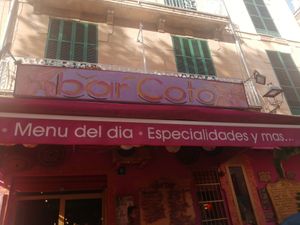 bar Coto
• Menu del dia • Especialidades y mas...